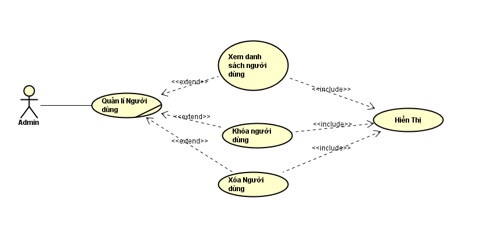 Xem danh
sách người
dùng
<<extend>>
<<include>>
Quản lí Người
dùng
Admin
<<extend>>
Khóa người
dùng
<<include>>
Hiển Thị
<<extend>>
<<include>>
Xóa Người
dùng